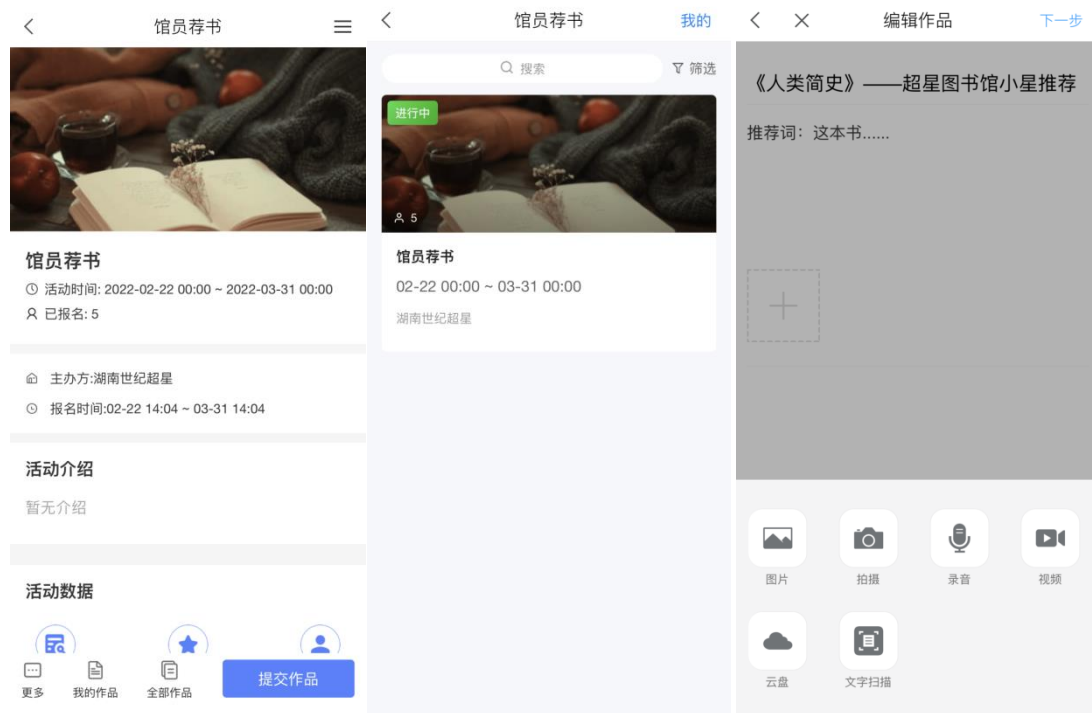 馆员荐书
馆员荐书
活动时间: 2022-02-22 00:00 ~ 2022-03-31 00:00
已报名: 5
主办方:湖南世纪超星
报名时间:02-22 14:04 ~ 03-31 14:04
活动介绍
暂无介绍
活动数据
更多
我的作品
全部作品
提交作品
馆员荐书
我的
搜索
筛选
进行中
5
馆员荐书
02-22 00:00 ~ 03-31 00:00
湖南世纪超星
编辑作品
下一步
《人类简史》——超星图书馆小星推荐
推荐词：这本书......
图片
拍摄
录音
视频
云盘
文字扫描